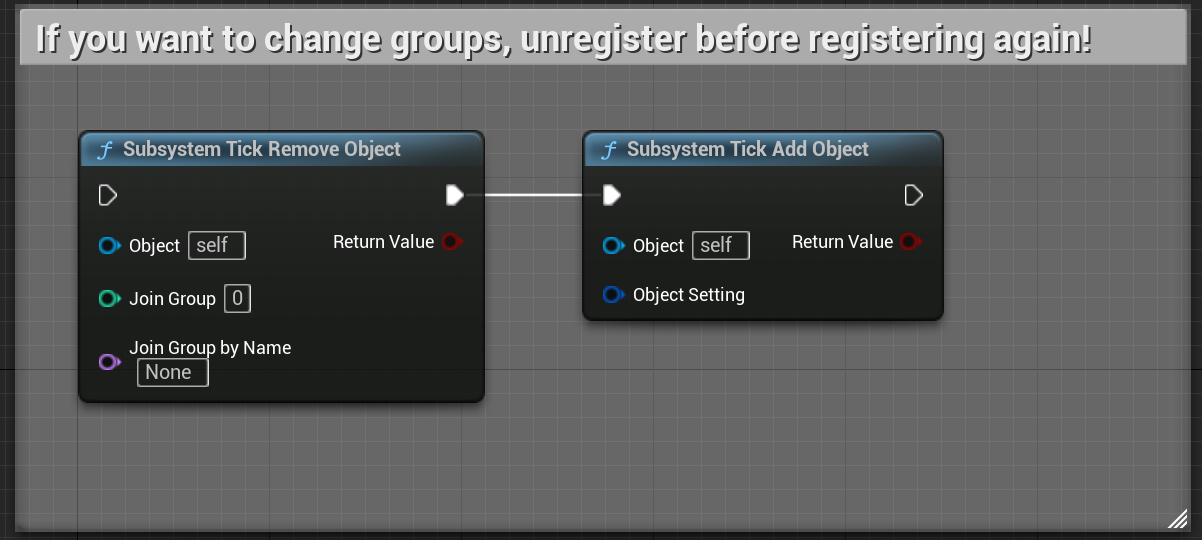 If you want to change groups, unregister before registering again!
f Subsystem Tick Remove Object
Object self
Return Value
Join Group 0
Join Group by Name
None
f Subsystem Tick Add Object
Object self
Return Value
Object Setting